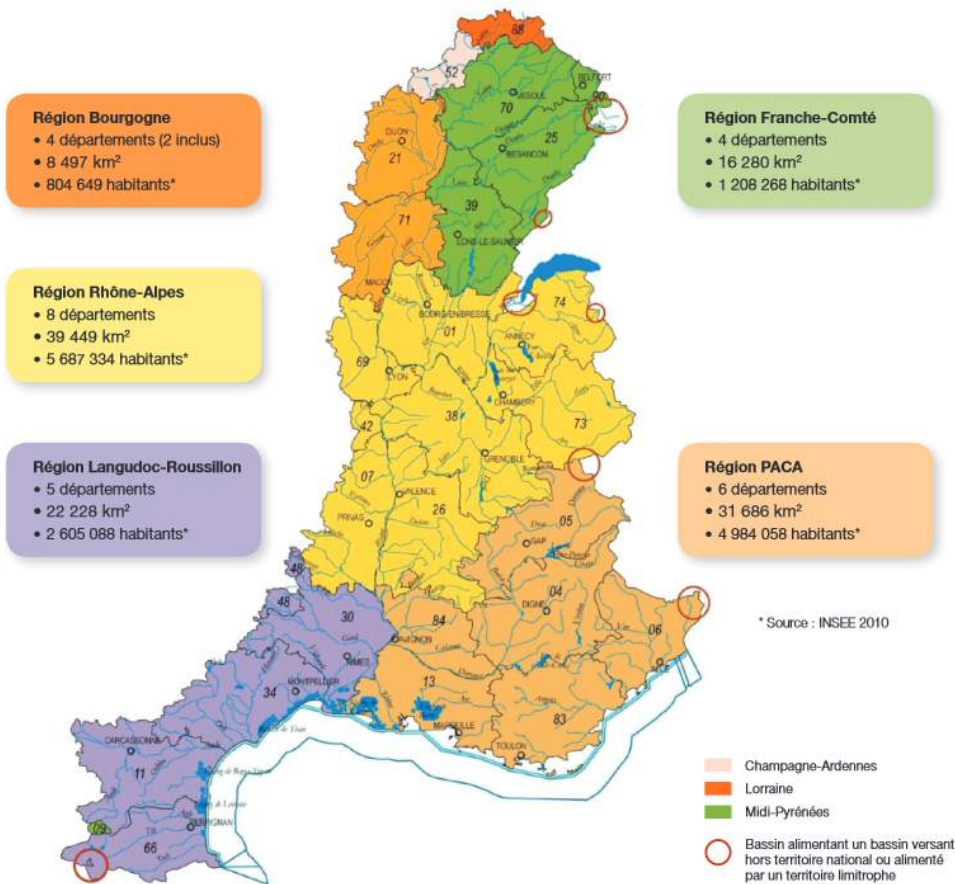 Région Bourgogne
• 4 départements (2 inclus)
• 8 497 km²
• 804 649 habitants*
Région Franche-Comté
• 4 départements
• 16 280 km²
• 1 208 268 habitants*
Région Rhône-Alpes
• 8 départements
• 39 449 km²
• 5 687 334 habitants*
Région Langudoc-Roussillon
• 5 départements
• 22 228 km²
• 2 605 088 habitants*
Région PACA
• 6 départements
• 31 686 km²
• 4 984 058 habitants*
* Source : INSEE 2010
88
52
BELFORT
90
VESOUL
70
DIJON
21
25
BESANCON
39
71
LONS-LE-SAUNIER
MACON
BOURG-EN-BRESSE
01
74
ANNECY
69
LYON
CHAMBERY
38
73
42
GRENOBLE
07
VALENCE
26
PRIVAS
05
GAP
48
04
DIGNE
48
30
84
06
AVIGNON
NIMES
34
MONTPELLIER
13
83
MARSEILLE
TOULON
CARCASSONNE
11
09
66
PERPIGNAN
Champagne-Ardennes
Lorraine
Midi-Pyrénées
Bassin alimentant un bassin versant
hors territoire national ou alimenté
par un territoire limitrophe